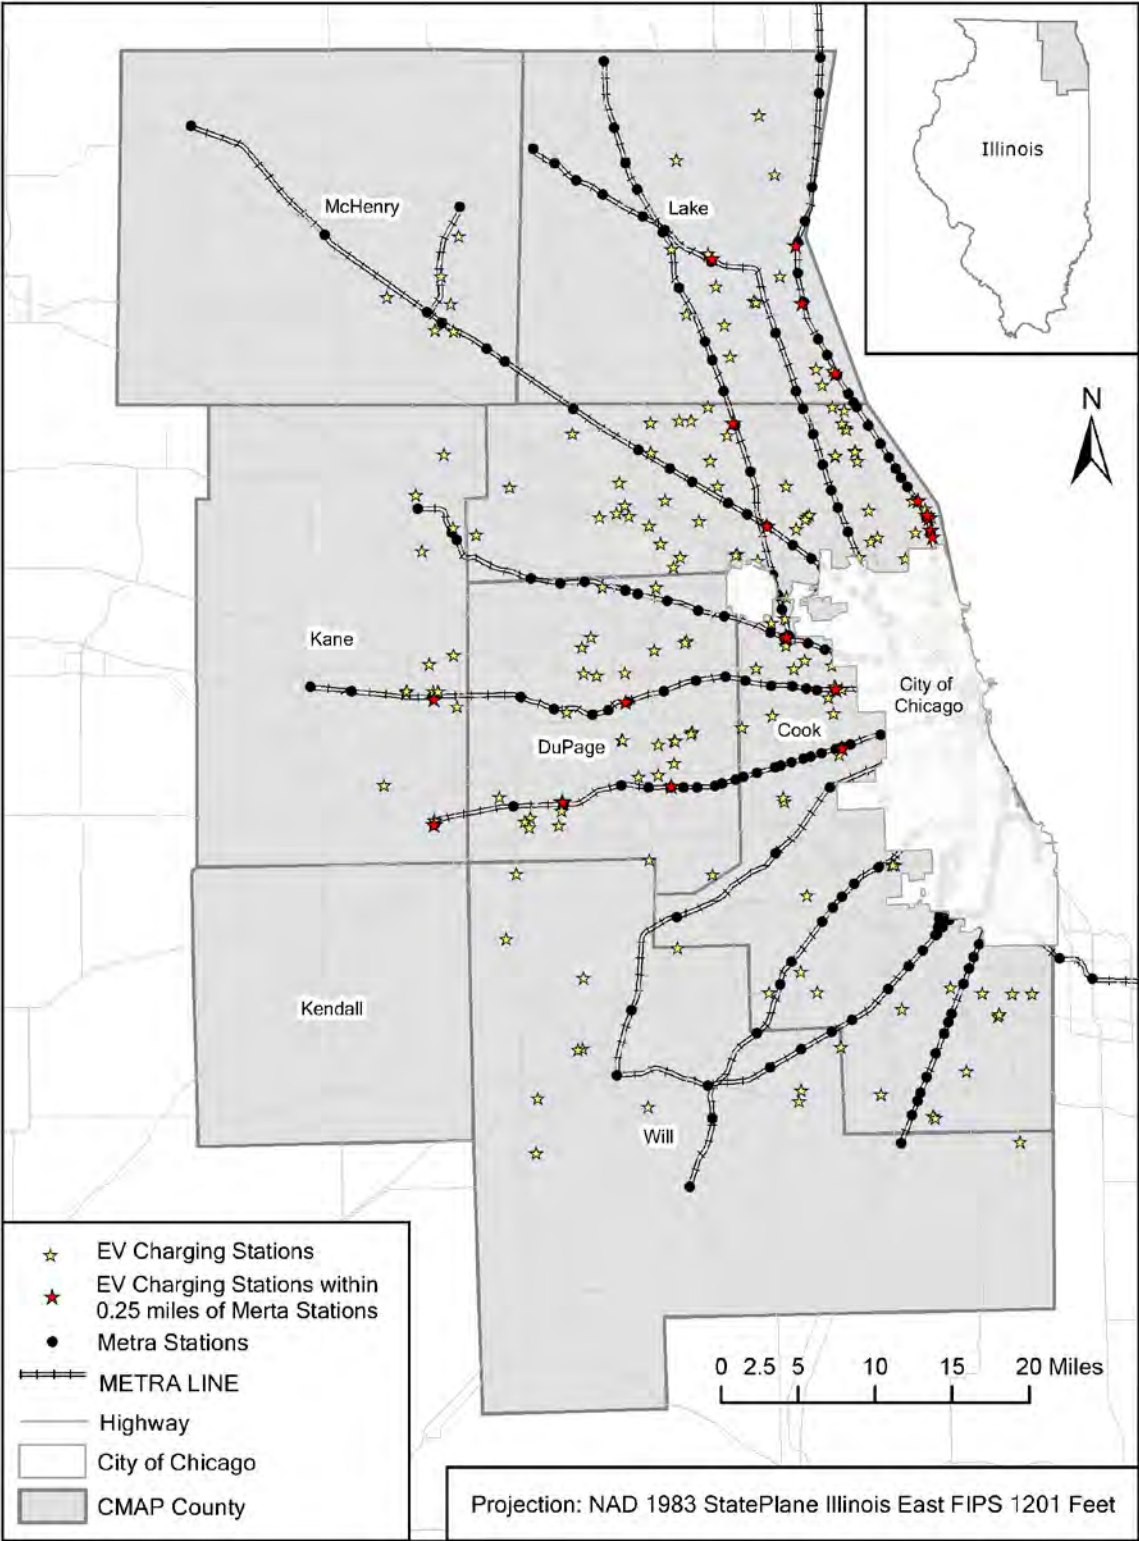 Illinois
McHenry
Lake
N
Kane
City of
Chicago
Cook
DuPage
Kendall
Will
EV Charging Stations
EV Charging Stations within
0.25 miles of Merta Stations
Metra Stations
METRA LINE
Highway
City of Chicago
CMAP County
0 2.5 5 10 15 20 Miles
Projection: NAD 1983 StatePlane Illinois East FIPS 1201 Feet